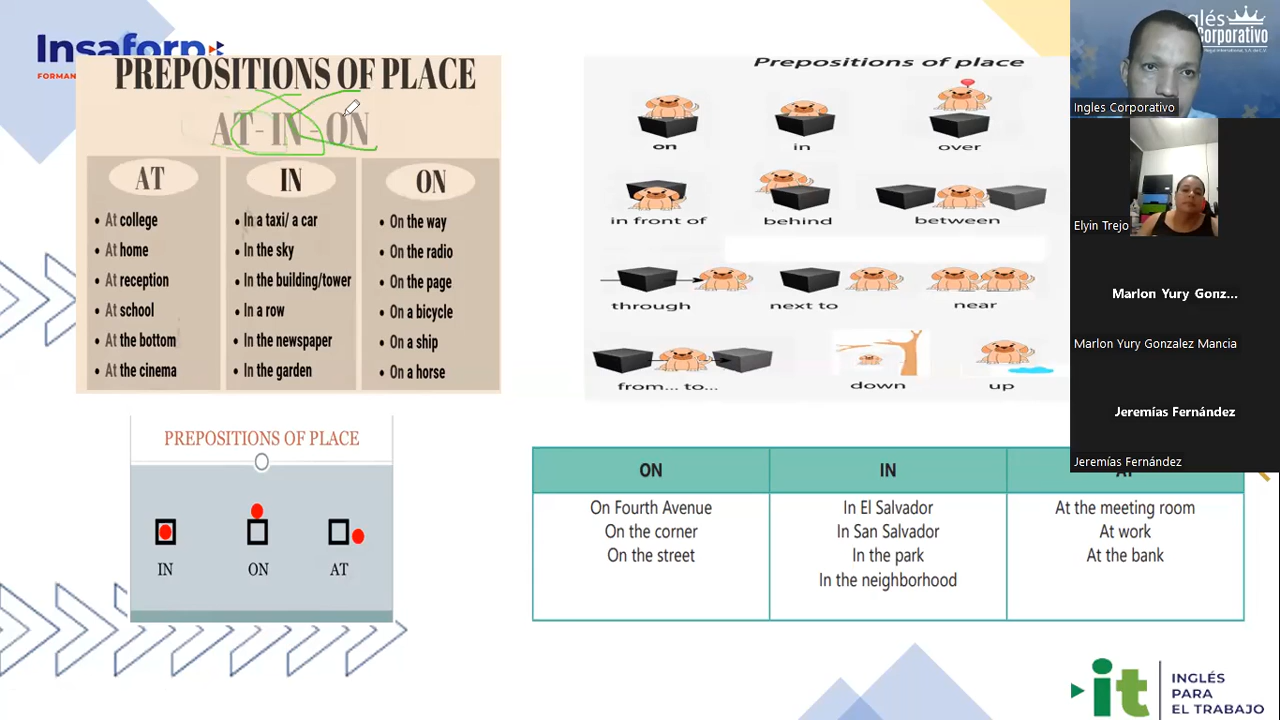 Insaforp
PREPOSITIONS OF PLACE
AT-IN-ON
AT
IN
ON
• At college
• At home
• At reception
• At school
• At the bottom
• At the cinema
• In a taxi/ a car
• In the sky
• In the building/tower
• In a row
• In the newspaper
• In the garden
• On the way
• On the radio
• On the page
• On a bicycle
• On a ship
• On a horse
Prepositions of place
on
in
over
in front of
behind
between
through
next to
near
from... to...
down
up
PREPOSITIONS OF PLACE
IN
ON
AT
ON
IN
On Fourth Avenue
On the corner
On the street
In El Salvador
In San Salvador
In the park
In the neighborhood
At the meeting room
At work
At the bank
Ingles Corporativo
Elyin Trejo
Marlon Yury Gonz...
Marlon Yury Gonzalez Mancia
Jeremías Fernández
Jeremías Fernández
it
INGLÉS
PARA
EL TRABAJO